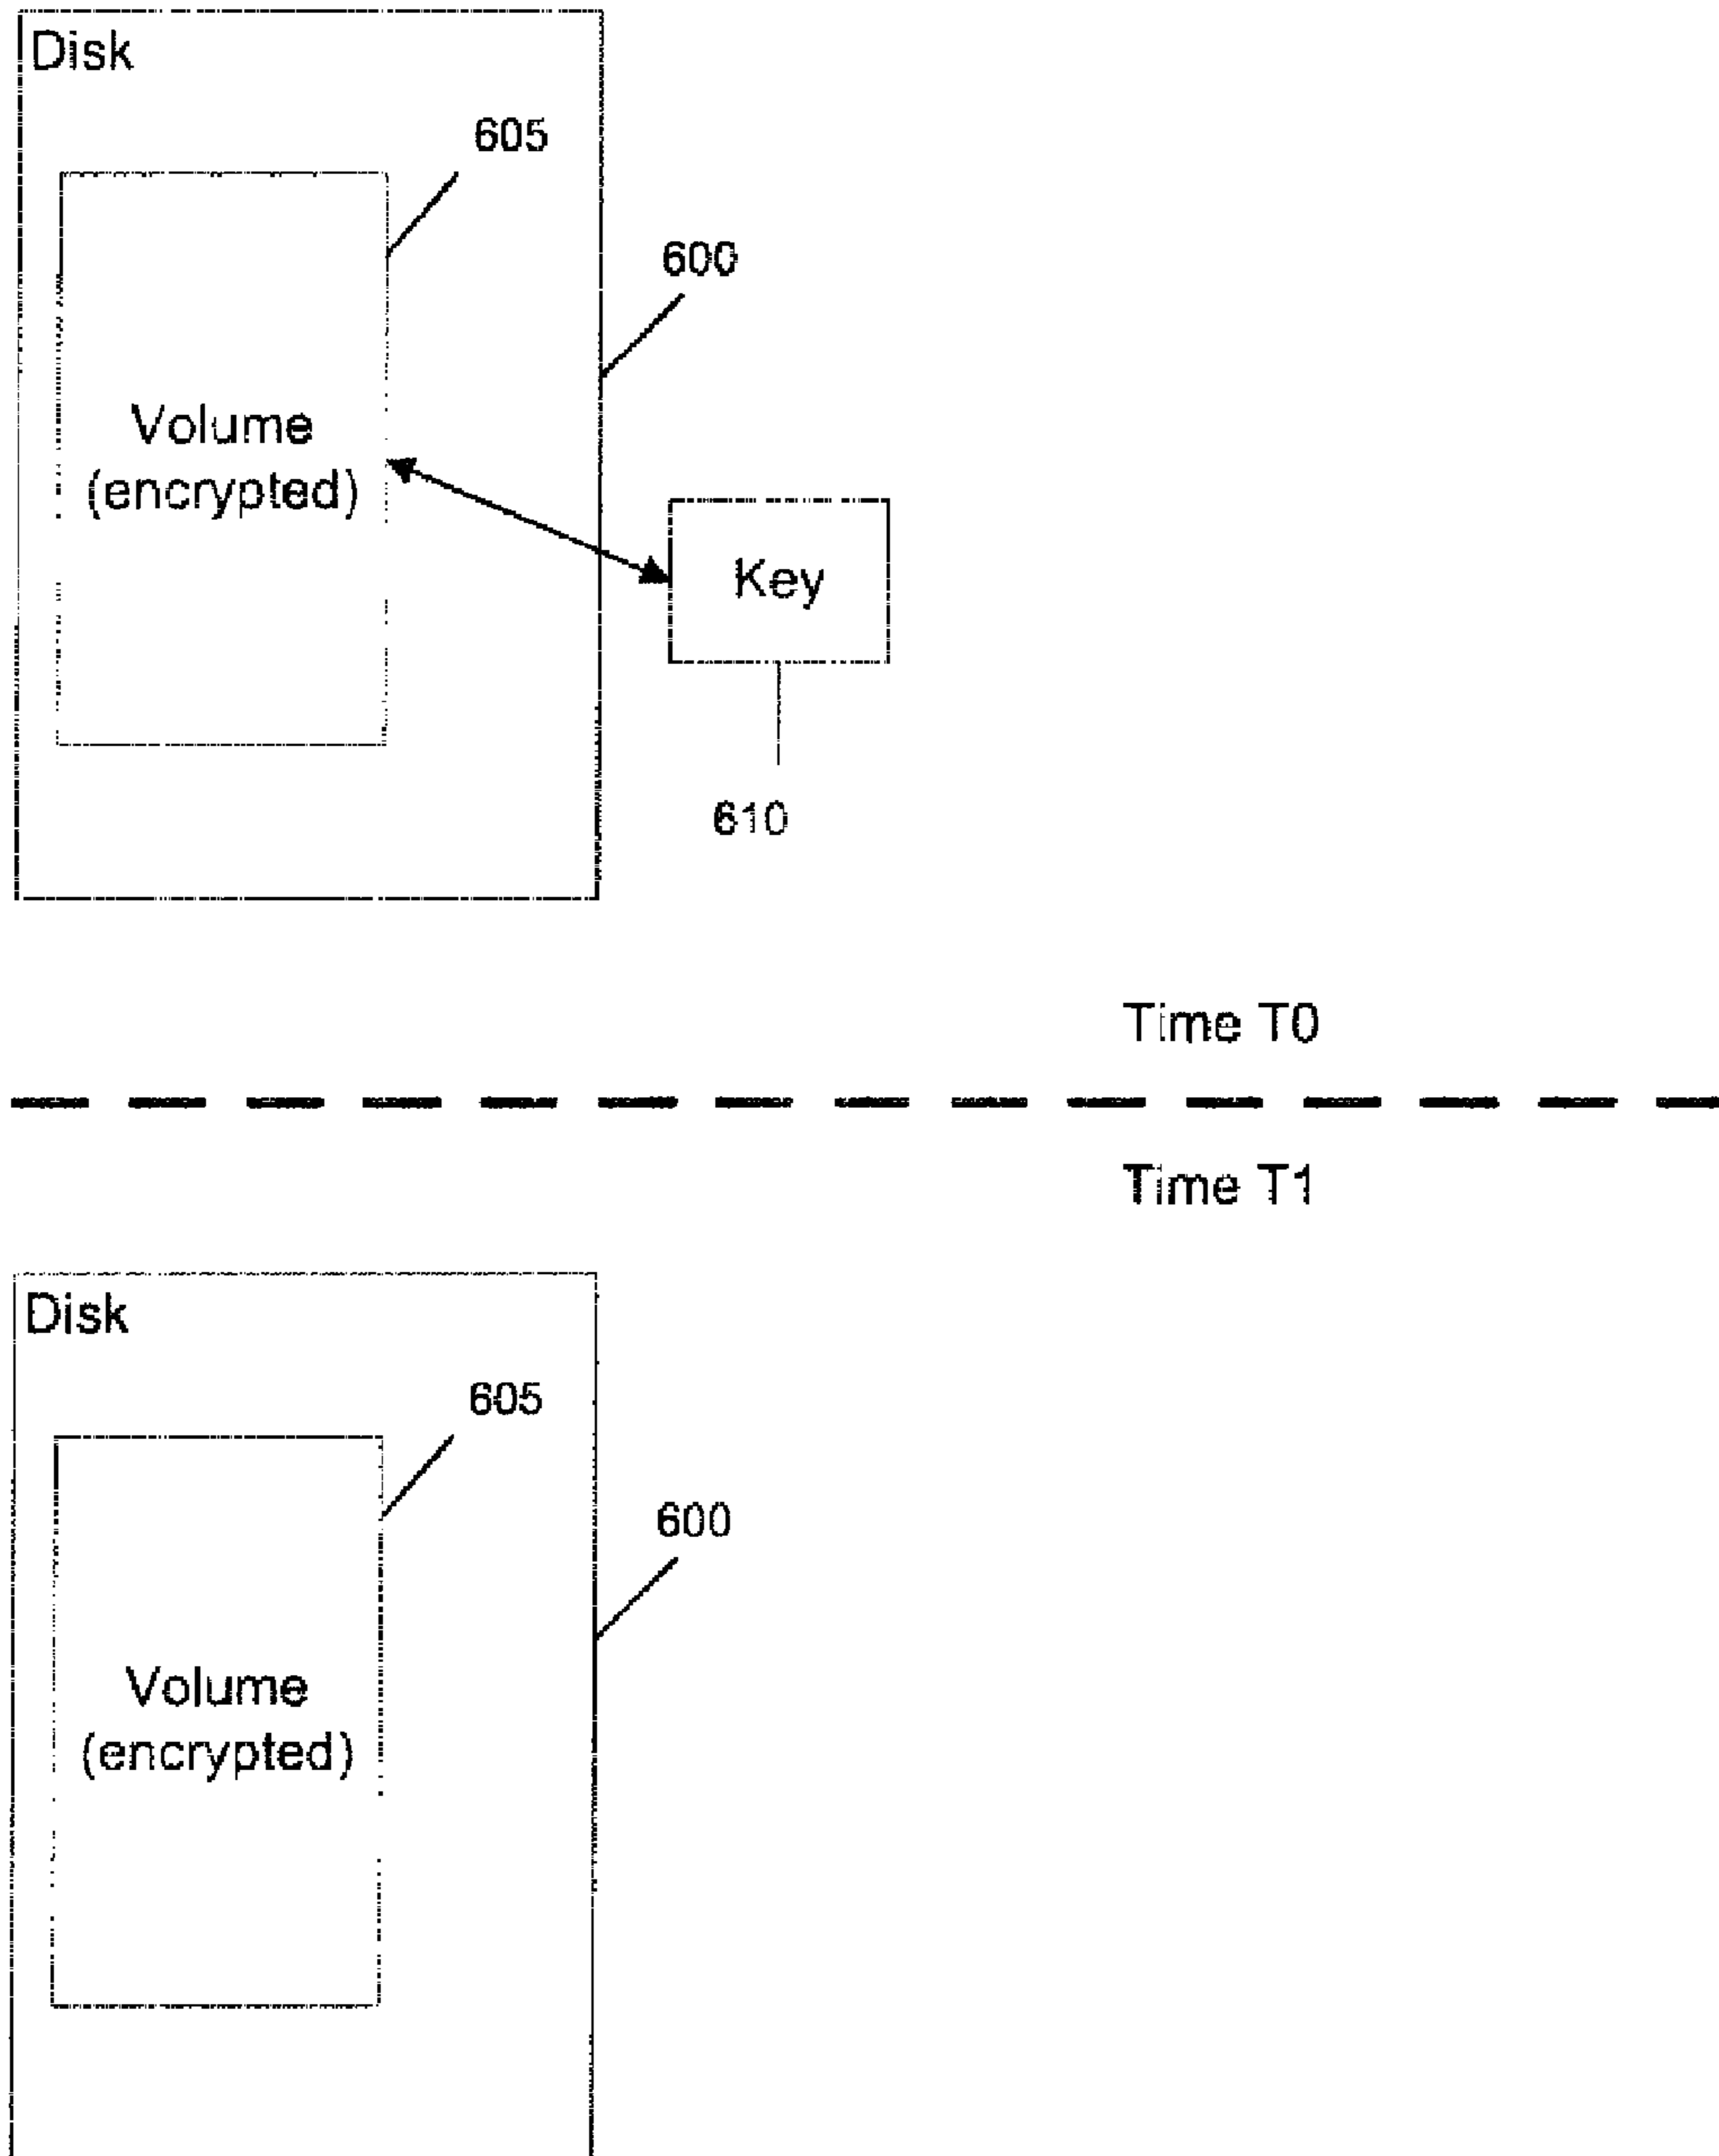 Disk
605
600
Volume
(encrypted)
Key
610
Time T0
Time T1
Disk
605
600
Volume
(encrypted)